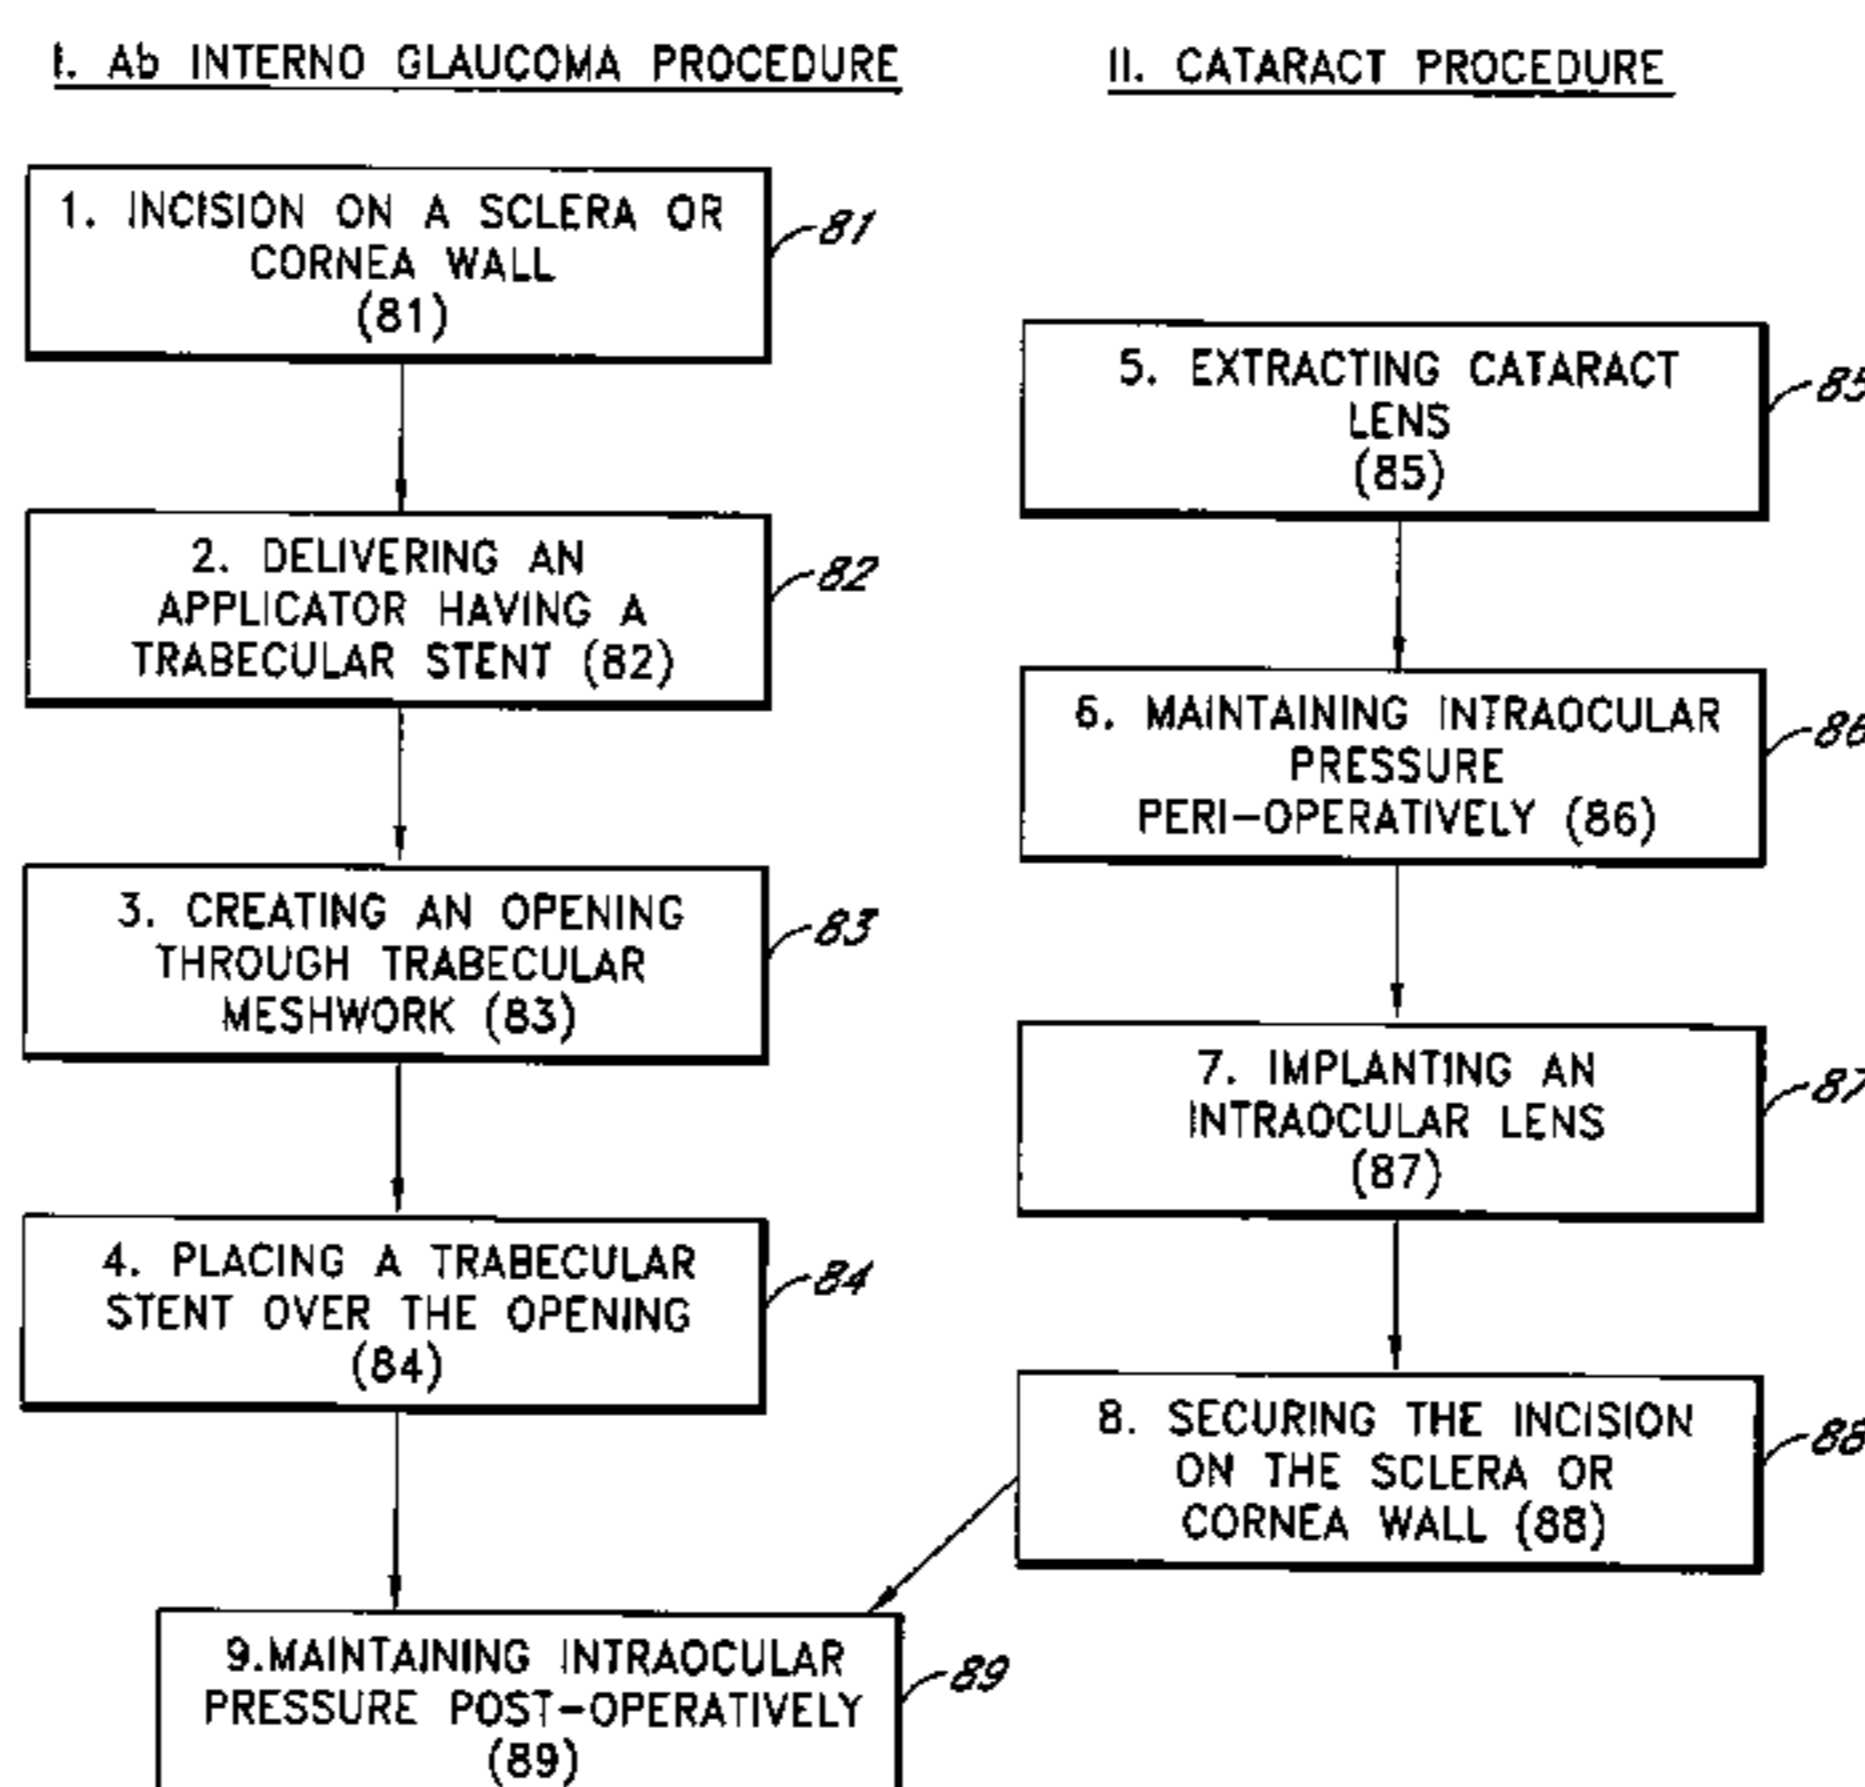 I. Ab INTERNO GLAUCOMA PROCEDURE
1. INCISION ON A SCLERA OR
CORNEA WALL
(81)
81
2. DELIVERING AN
APPLICATOR HAVING A
TRABECULAR STENT (82)
82
3. CREATING AN OPENING
THROUGH TRABECULAR
MESHWORK (83)
83
4. PLACING A TRABECULAR
STENT OVER THE OPENING
(84)
84
II. CATARACT PROCEDURE
5. EXTRACTING CATARACT
LENS
(85)
85
6. MAINTAINING INTRAOCULAR
PRESSURE
PERI-OPERATIVELY (86)
86
7. IMPLANTING AN
INTRAOCULAR LENS
(87)
87
8. SECURING THE INCISION
ON THE SCLERA OR
CORNEA WALL (88)
88
9.MAINTAINING INTRAOCULAR
PRESSURE POST-OPERATIVELY
(89)
89